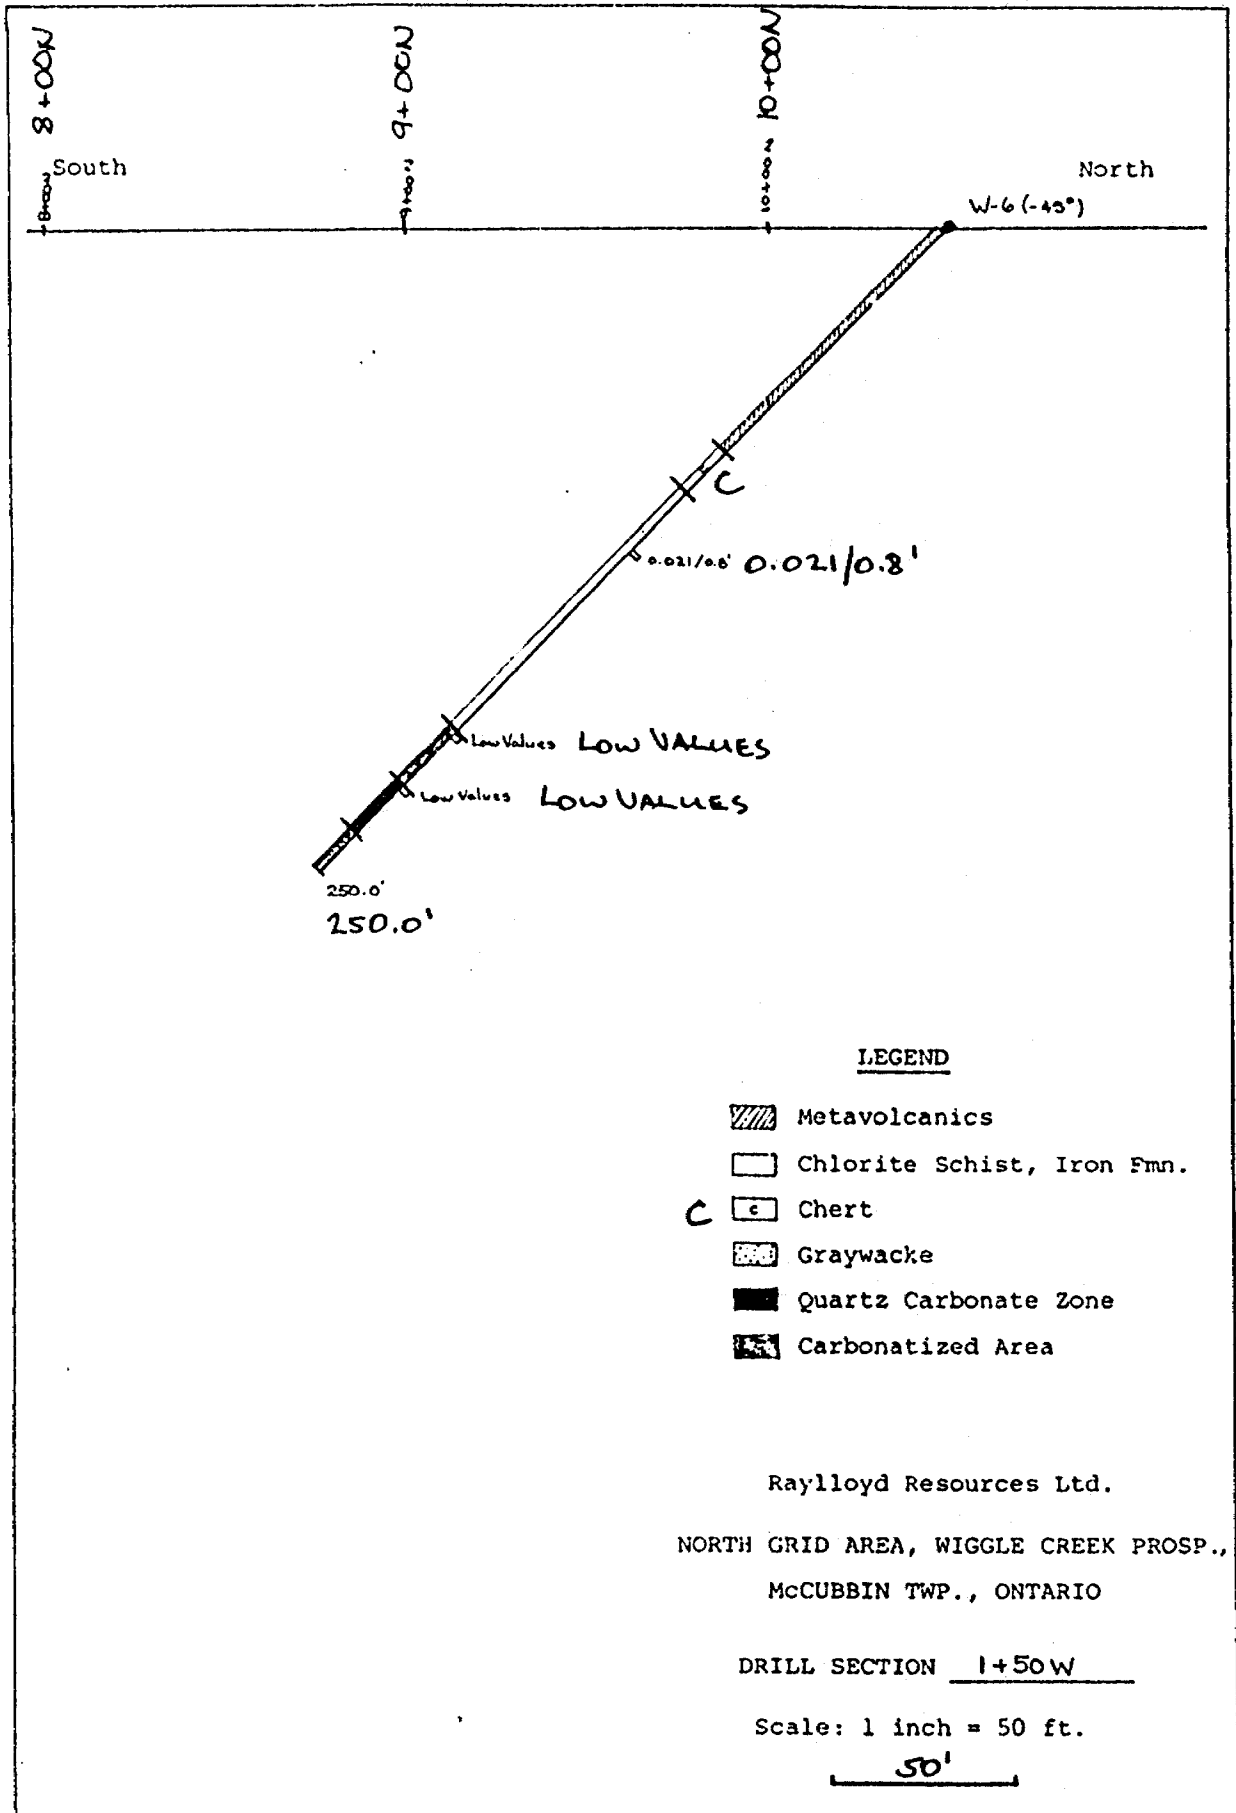 8+00N
9+00N
10+00N
8+00N
9+00N
10+00N
South
North
W-6 (-45°)
C
0.021/0.8' 0.021/0.8'
Low Values LOW VALUES
Low Values LOW VALUES
250.0'
250.0'
LEGEND
Metavolcanics
Chlorite Schist, Iron Fmn.
C c Chert
Graywacke
Quartz Carbonate Zone
Carbonatized Area
Raylloyd Resources Ltd.
NORTH GRID AREA, WIGGLE CREEK PROSP.,
McCUBBIN TWP., ONTARIO
DRILL SECTION 1+50W
Scale: 1 inch = 50 ft.
50'